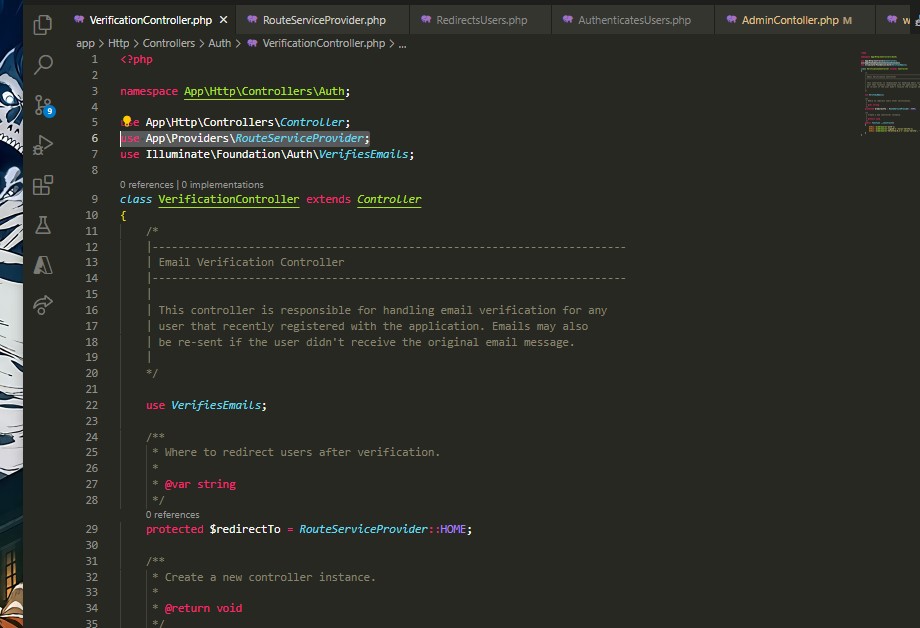 VerificationController.php ×
RouteServiceProvider.php
RedirectsUsers.php
AuthenticatesUsers.php
AdminContoller.php M
w
app > Http > Controllers > Auth > VerificationController.php > ...
9
1 <?php
2
3 namespace App\Http\Controllers\Auth;
4
5 use App\Http\Controllers\Controller;
6 use App\Providers\RouteServiceProvider;
7 use Illuminate\Foundation\Auth\VerifiesEmails;
8
0 references | 0 implementations
9 class VerificationController extends Controller
10 {
11 /*
12 |--------------------------------------------------------------------------
13 | Email Verification Controller
14 |--------------------------------------------------------------------------
15 |
16 | This controller is responsible for handling email verification for any
17 | user that recently registered with the application. Emails may also
18 | be re-sent if the user didn't receive the original email message.
19 |
20 */
21
22 use VerifiesEmails;
23
24 /**
25 * Where to redirect users after verification.
26 *
27 * @var string
28 */
0 references
29 protected $redirectTo = RouteServiceProvider::HOME;
30
31 /**
32 * Create a new controller instance.
33 *
34 * @return void
35 */